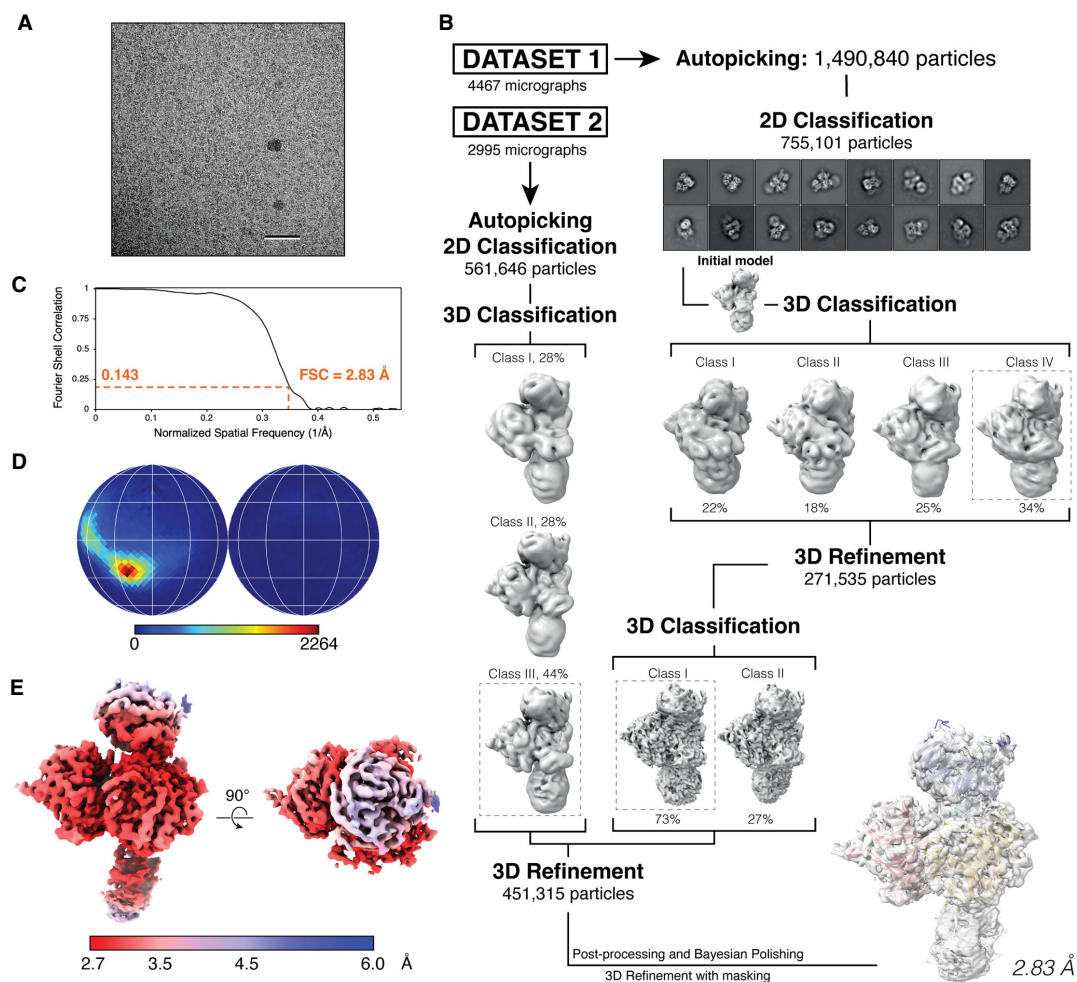 A
B
DATASET 1
4467 micrographs
Autopicking: 1,490,840 particles
DATASET 2
2995 micrographs
2D Classification
755,101 particles
Autopicking
2D Classification
561,646 particles
3D Classification
Initial model
3D Classification
C
Fourier Shell Correlation
1
0.75
0.5
0.25
0
0.143
FSC = 2.83 Å
0
0.1
0.2
0.3
0.4
0.5
Normalized Spatial Frequency (1/Å)
Class I, 28%
Class II, 28%
Class III, 44%
Class I
Class II
Class III
Class IV
22%
18%
25%
34%
3D Refinement
271,535 particles
3D Classification
Class I
Class II
73%
27%
D
0
2264
E
90°
2.7
3.5
4.5
6.0
Å
3D Refinement
451,315 particles
Post-processing and Bayesian Polishing
3D Refinement with masking
2.83 Å